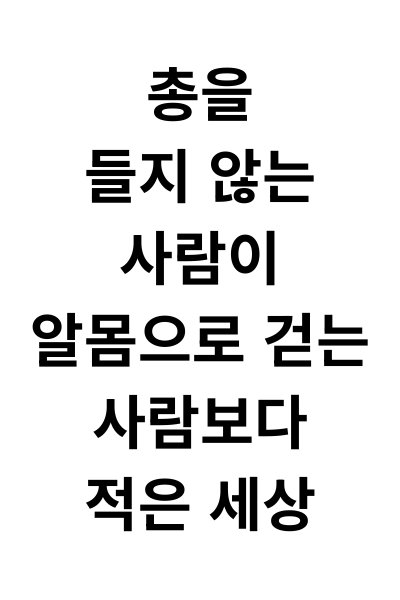 총을
들지 않는
사람이
알몸으로 걷는
사람보다
적은 세상